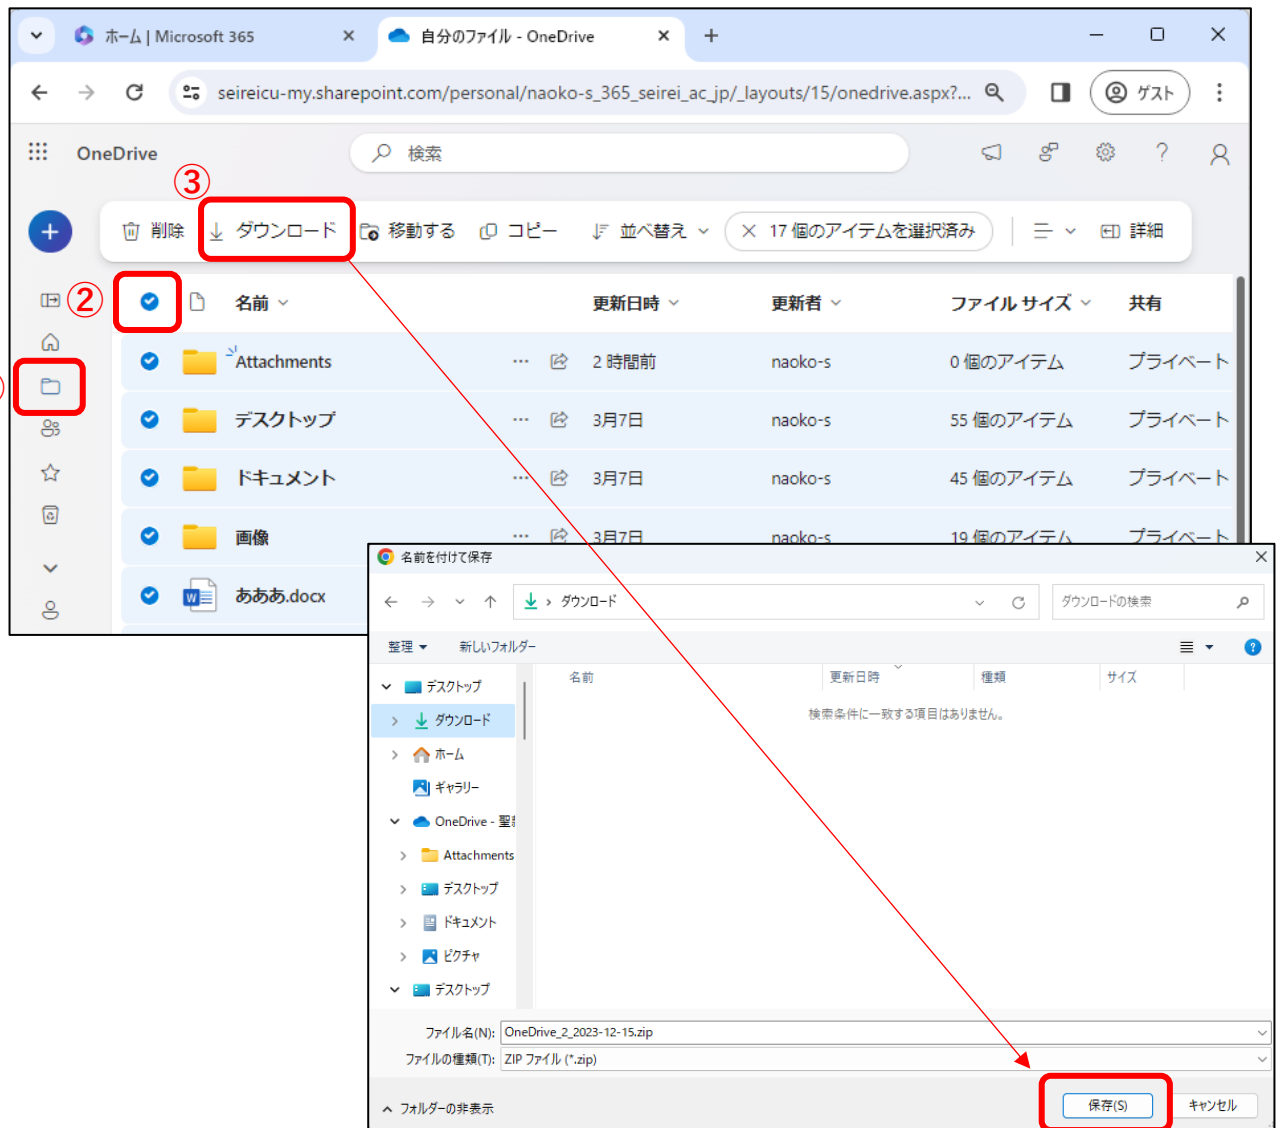 ホーム | Microsoft 365
自分のファイル - OneDrive
seireicu-my.sharepoint.com/personal/naoko-s_365_seirei_ac_jp/_layouts/15/onedrive.aspx?...
ゲスト
OneDrive
検索
③
削除 ダウンロード 移動する コピー 並べ替え 17 個のアイテムを選択済み 詳細
②
名前 更新日時 更新者 ファイル サイズ 共有
Attachments 2 時間前 naoko-s 0 個のアイテム プライベート
デスクトップ 3月7日 naoko-s 55 個のアイテム プライベート
ドキュメント 3月7日 naoko-s 45 個のアイテム プライベート
画像 3月7日 naoko-s 19 個のアイテム プライベート
あああ.docx
名前を付けて保存
ダウンロード
ダウンロードの検索
整理 新しいフォルダー
名前 更新日時 種類 サイズ
検索条件に一致する項目はありません。
デスクトップ
ダウンロード
ホーム
ギャラリー
OneDrive - 聖
Attachments
デスクトップ
ドキュメント
ピクチャ
デスクトップ
ファイル名(N): OneDrive_2_2023-12-15.zip
ファイルの種類(T): ZIP ファイル (*.zip)
フォルダーの非表示
保存(S)
キャンセル